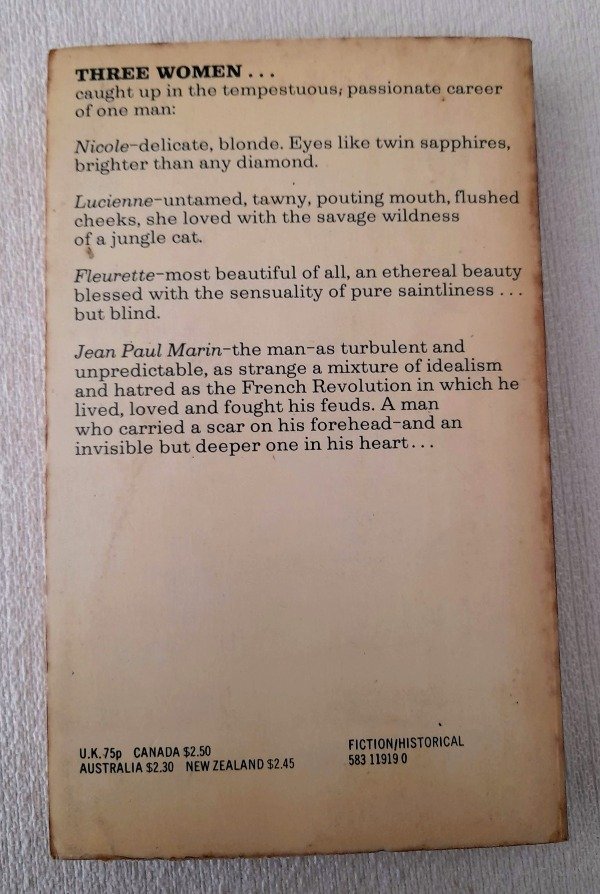 THREE WOMEN . . .
caught up in the tempestuous, passionate career
of one man:
Nicole–delicate, blonde. Eyes like twin sapphires,
brighter than any diamond.
Lucienne–untamed, tawny, pouting mouth, flushed
cheeks, she loved with the savage wildness
of a jungle cat.
Fleurette–most beautiful of all, an ethereal beauty
blessed with the sensuality of pure saintliness . . .
but blind.
Jean Paul Marin–the man–as turbulent and
unpredictable, as strange a mixture of idealism
and hatred as the French Revolution in which he
lived, loved and fought his feuds. A man
who carried a scar on his forehead–and an
invisible but deeper one in his heart . . .
U.K. 75p CANADA $2.50
AUSTRALIA $2.30 NEW ZEALAND $2.45
FICTION/HISTORICAL
583 11919 0